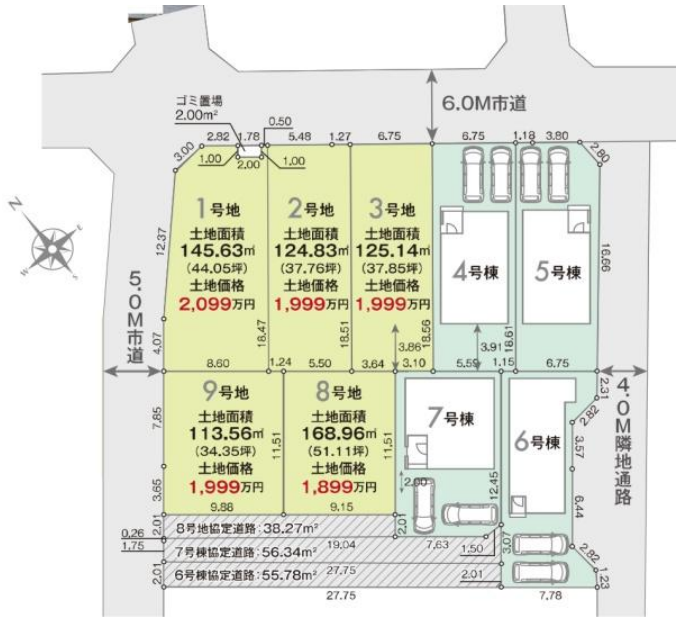 6.0M市道
ゴミ置場
2.00m²
0.50
2.82
1.78
5.48
1.27
6.75
6.75
1.18
3.80
3.00
1.00
2.00
1.00
2.80
N
E
W
S
1号地
土地面積
145.63㎡
(44.05坪)
土地価格
2,099万円
2号地
土地面積
124.83㎡
(37.76坪)
土地価格
1,999万円
3号地
土地面積
125.14㎡
(37.85坪)
土地価格
1,999万円
4号棟
5号棟
12.37
16.66
5.0M市道
4.07
18.47
18.51
3.86
18.56
3.91
18.61
8.60
1.24
5.50
3.64
3.10
5.59
1.15
6.75
4.0M隣地通路
9号地
土地面積
113.56㎡
(34.35坪)
土地価格
1,999万円
8号地
土地面積
168.96㎡
(51.11坪)
土地価格
1,899万円
7号棟
6号棟
7.85
11.51
11.51
2.31
2.82
3.57
3.65
9.88
9.15
12.45
6.44
2.01
8号地協定道路:38.27m²
2.01
0.26
19.04
7.63
1.50
3.07
1.75
7号棟協定道路:56.34m²
2.82
27.75
2.01
6号棟協定道路:55.78m²
2.01
1.23
27.75
7.78